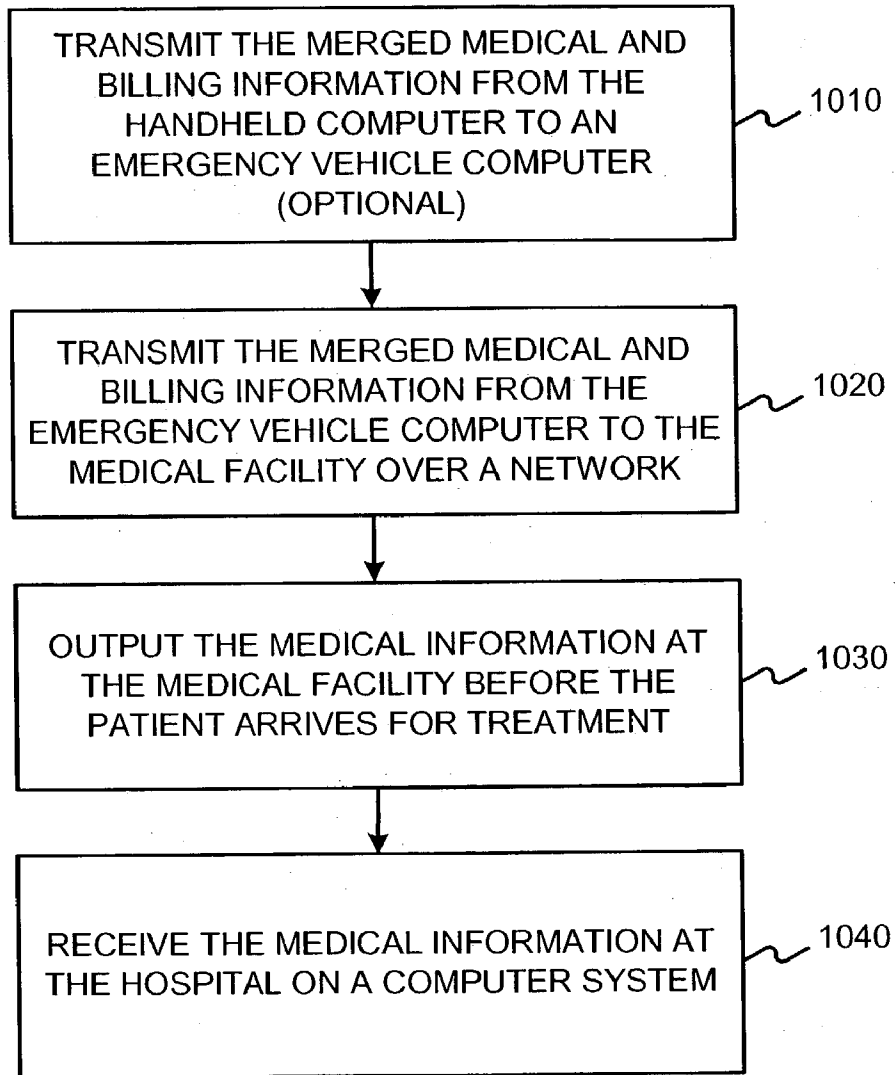 TRANSMIT THE MERGED MEDICAL AND
BILLING INFORMATION FROM THE
HANDHELD COMPUTER TO AN
EMERGENCY VEHICLE COMPUTER
(OPTIONAL)
1010
TRANSMIT THE MERGED MEDICAL AND
BILLING INFORMATION FROM THE
EMERGENCY VEHICLE COMPUTER TO THE
MEDICAL FACILITY OVER A NETWORK
1020
OUTPUT THE MEDICAL INFORMATION AT
THE MEDICAL FACILITY BEFORE THE
PATIENT ARRIVES FOR TREATMENT
1030
RECEIVE THE MEDICAL INFORMATION AT
THE HOSPITAL ON A COMPUTER SYSTEM
1040